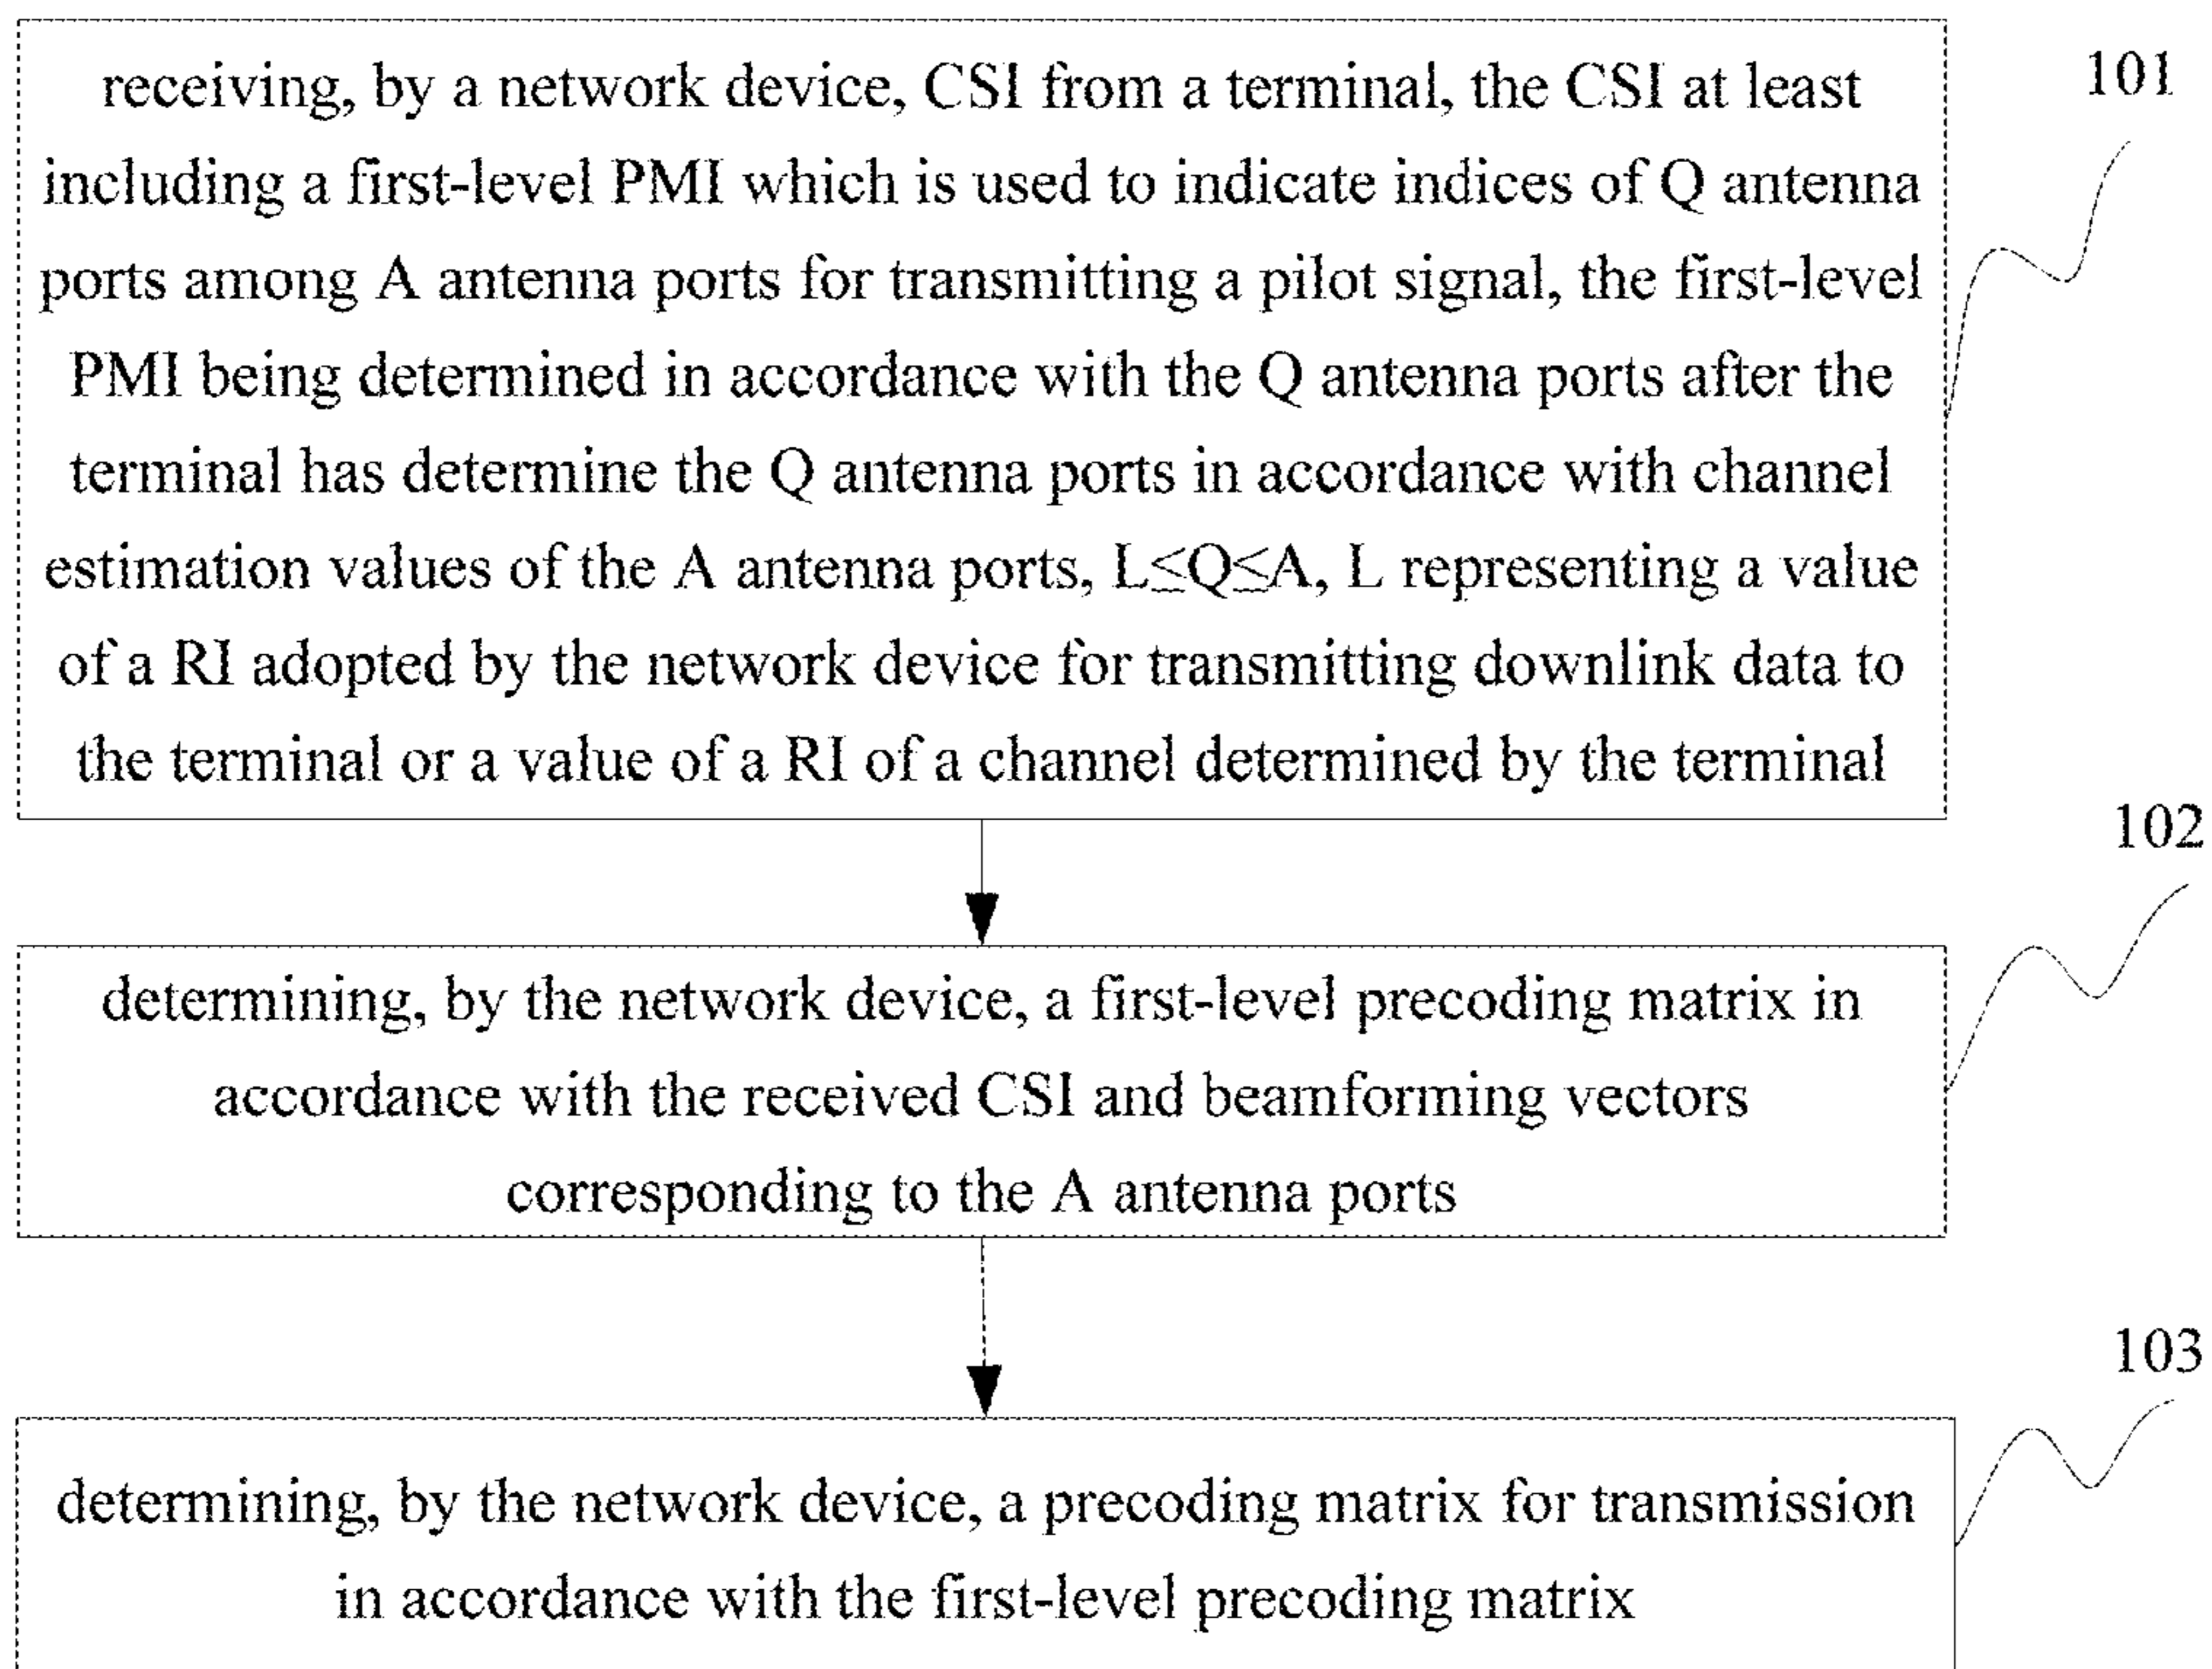 receiving, by a network device, CSI from a terminal, the CSI at least
including a first-level PMI which is used to indicate indices of Q antenna
ports among A antenna ports for transmitting a pilot signal, the first-level
PMI being determined in accordance with the Q antenna ports after the
terminal has determine the Q antenna ports in accordance with channel
estimation values of the A antenna ports, L≤Q≤A, L representing a value
of a RI adopted by the network device for transmitting downlink data to
the terminal or a value of a RI of a channel determined by the terminal
101
determining, by the network device, a first-level precoding matrix in
accordance with the received CSI and beamforming vectors
corresponding to the A antenna ports
102
determining, by the network device, a precoding matrix for transmission
in accordance with the first-level precoding matrix
103